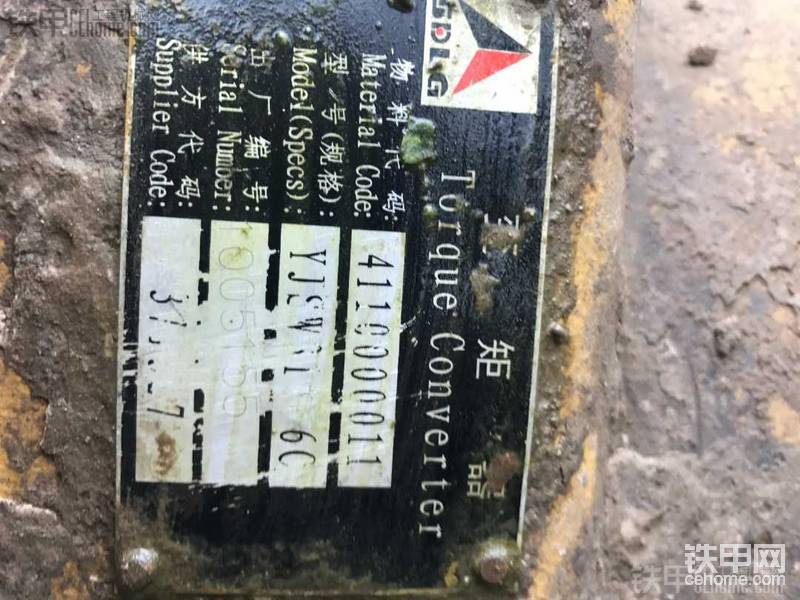 SDLG
变矩器
Torque Converter
物料代码:
Material Code: 4110000011
型号(规格):
Model(Specs): 6C
出厂编号:
Serial Number:
供方代码:
Supplier Code:
铁甲网
cehome.com